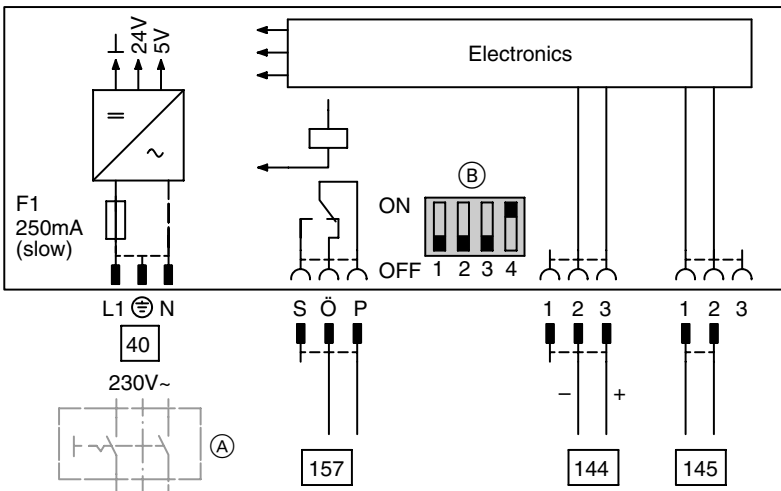 ⊥ 24V 5V
Electronics
=
~
F1
250mA
(slow)
B
ON
OFF 1 2 3 4
L1 N
S Ö P
1 2 3
1 2 3
40
230V~
A
– +
157
144
145